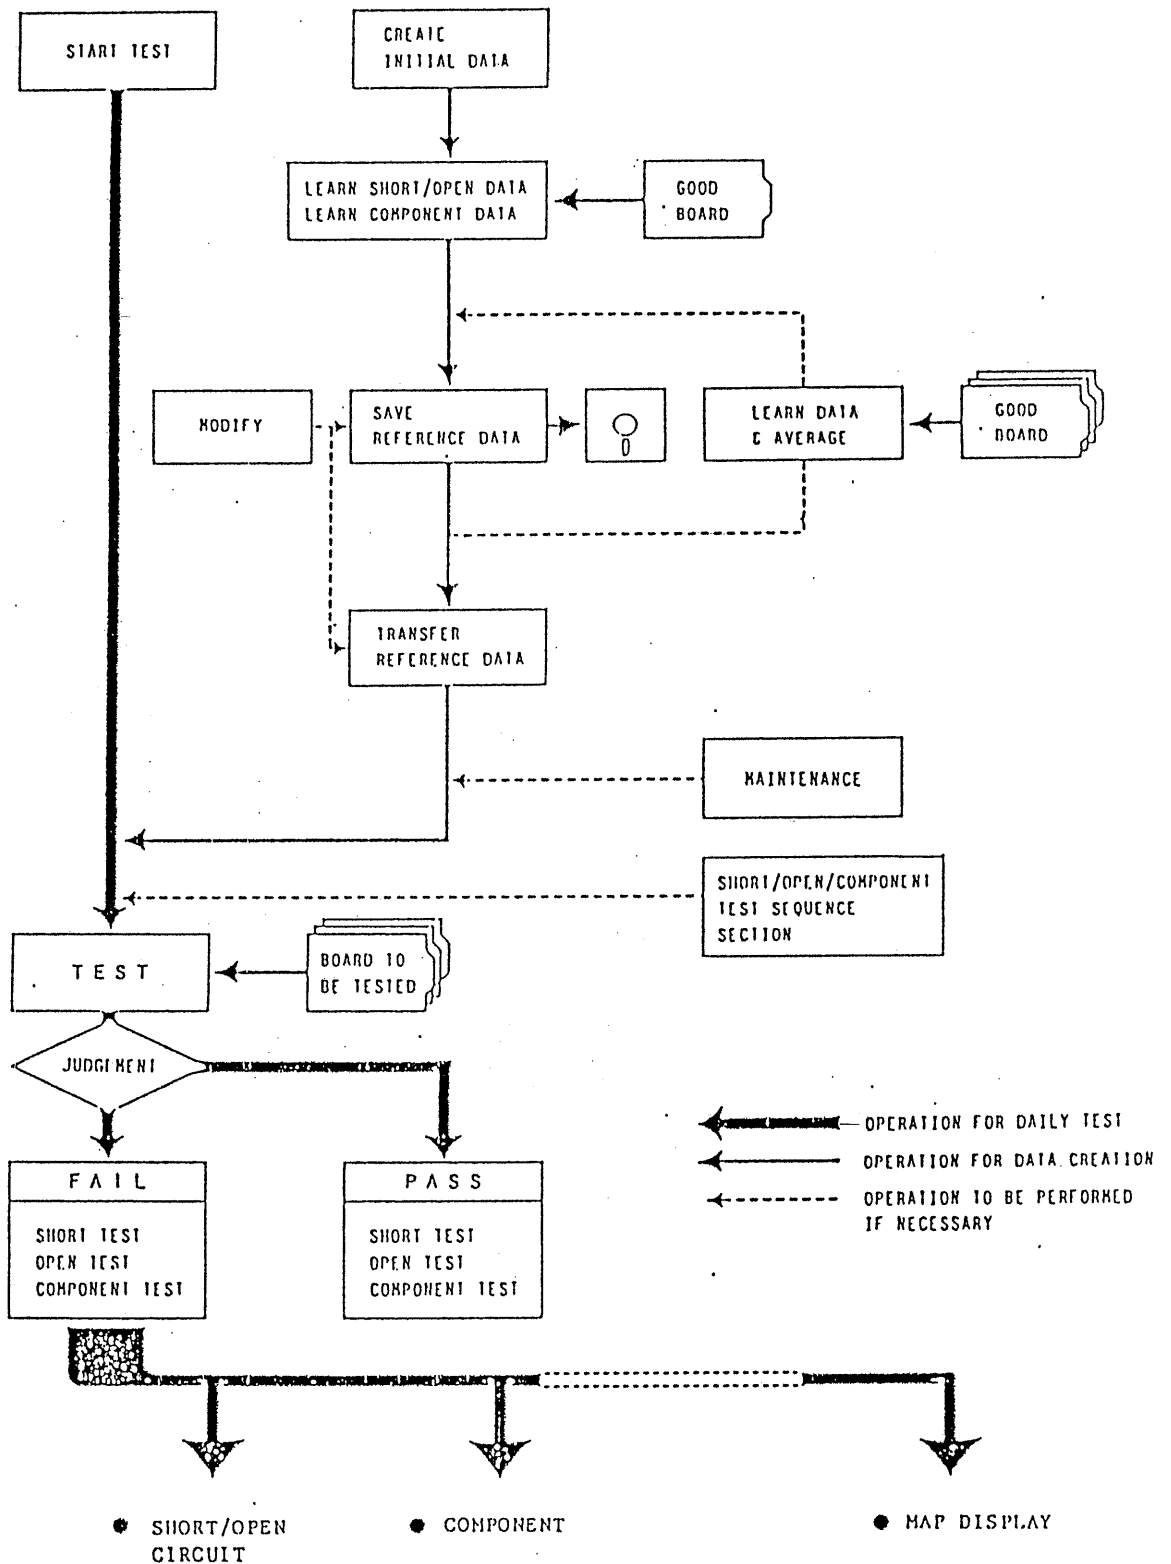 START TEST
CREATE
INITIAL DATA
LEARN SHORT/OPEN DATA
LEARN COMPONENT DATA
GOOD
BOARD
MODIFY
SAVE
REFERENCE DATA
LEARN DATA
& AVERAGE
GOOD
BOARD
TRANSFER
REFERENCE DATA
MAINTENANCE
SHORT/OPEN/COMPONENT
TEST SEQUENCE
SECTION
TEST
BOARD TO
BE TESTED
JUDGEMENT
OPERATION FOR DAILY TEST
OPERATION FOR DATA CREATION
OPERATION TO BE PERFORMED
IF NECESSARY
FAIL
SHORT TEST
OPEN TEST
COMPONENT TEST
PASS
SHORT TEST
OPEN TEST
COMPONENT TEST
● SHORT/OPEN
CIRCUIT
● COMPONENT
● MAP DISPLAY